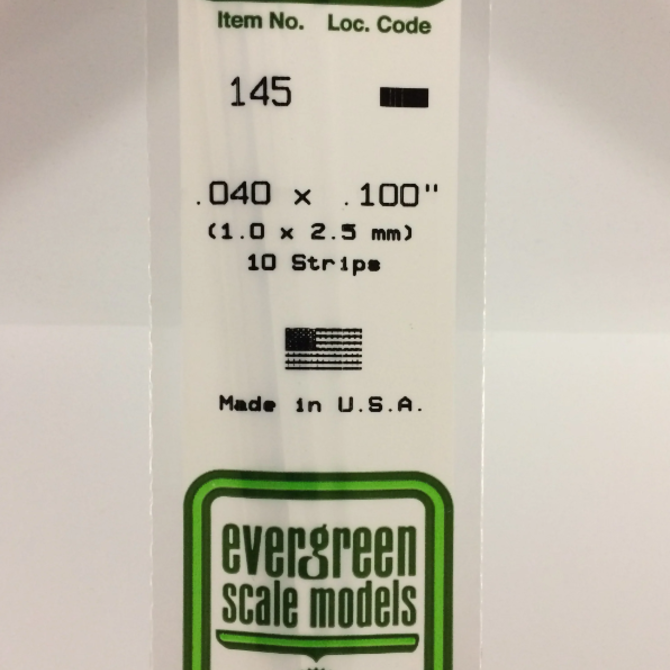 Item No. Loc. Code
145
.040 x .100"
(1.0 x 2.5 mm)
10 Strips
Made in U.S.A.
evergreen
scale models